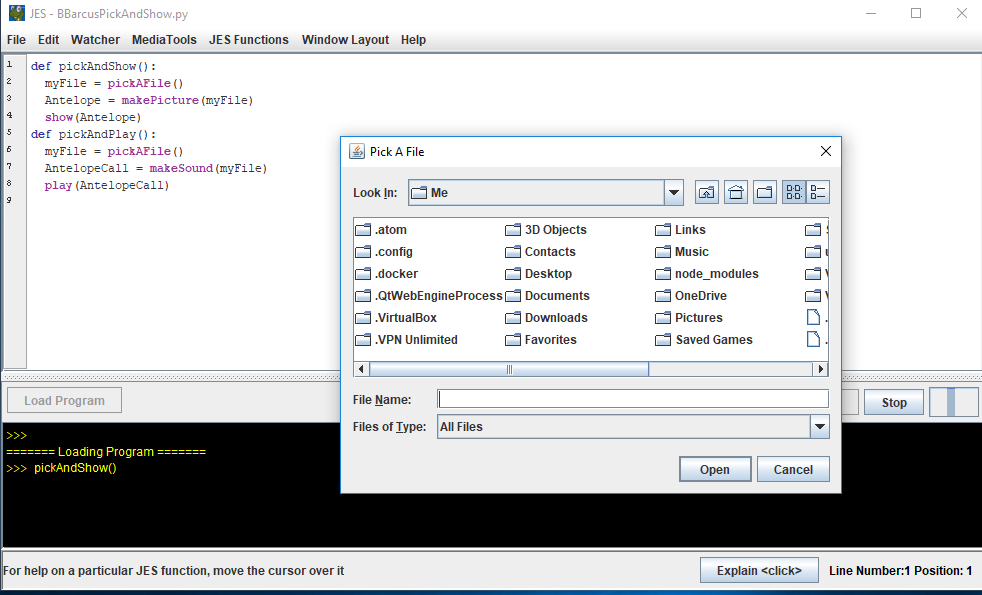 JES - BBarcusPickAndShow.py
File Edit Watcher MediaTools JES Functions Window Layout Help
1 def pickAndShow():
2 myFile = pickAFile()
3 Antelope = makePicture(myFile)
4 show(Antelope)
5 def pickAndPlay():
6 myFile = pickAFile()
7 AntelopeCall = makeSound(myFile)
8 play(AntelopeCall)
9
Pick A File
Look In: Me
.atom 3D Objects Links
.config Contacts Music
.docker Desktop node_modules
.QtWebEngineProcess Documents OneDrive
.VirtualBox Downloads Pictures
.VPN Unlimited Favorites Saved Games
File Name:
Files of Type: All Files
Open Cancel
Load Program Stop
>>>
======= Loading Program =======
>>> pickAndShow()
For help on a particular JES function, move the cursor over it Explain <click> Line Number:1 Position: 1